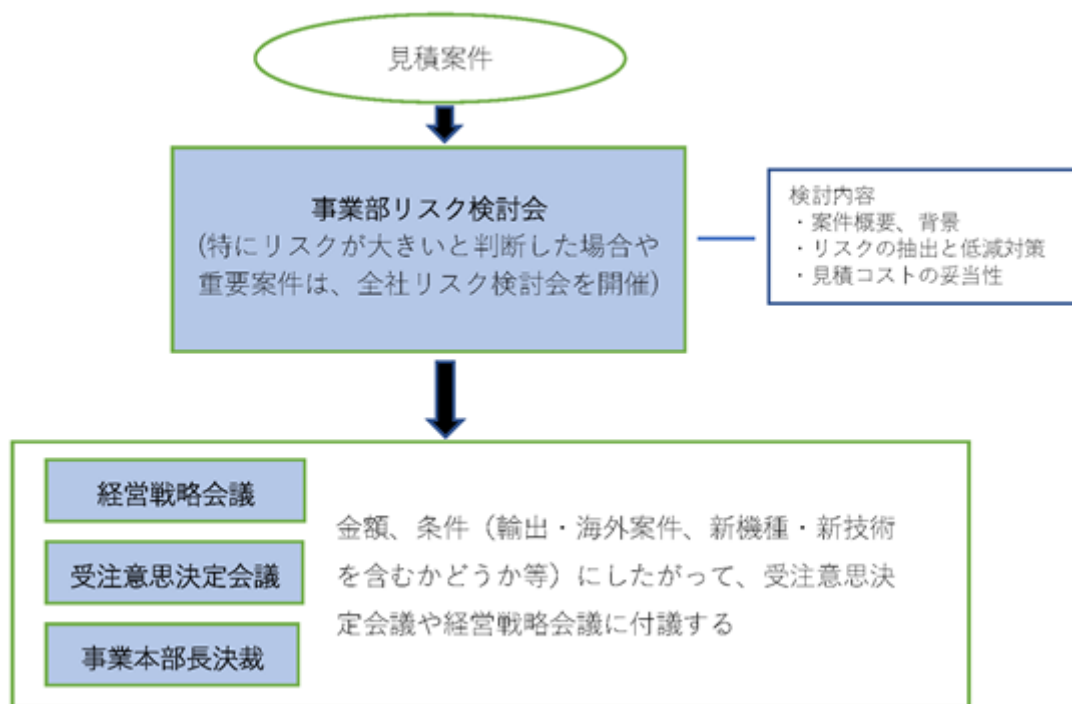 見積案件
事業部リスク検討会
(特にリスクが大きいと判断した場合や
重要案件は、全社リスク検討会を開催)
検討内容
・案件概要、背景
・リスクの抽出と低減対策
・見積コストの妥当性
経営戦略会議
受注意思決定会議
事業本部長決裁
金額、条件（輸出・海外案件、新機種・新技術
を含むかどうか等）にしたがって、受注意思決
定会議や経営戦略会議に付議する